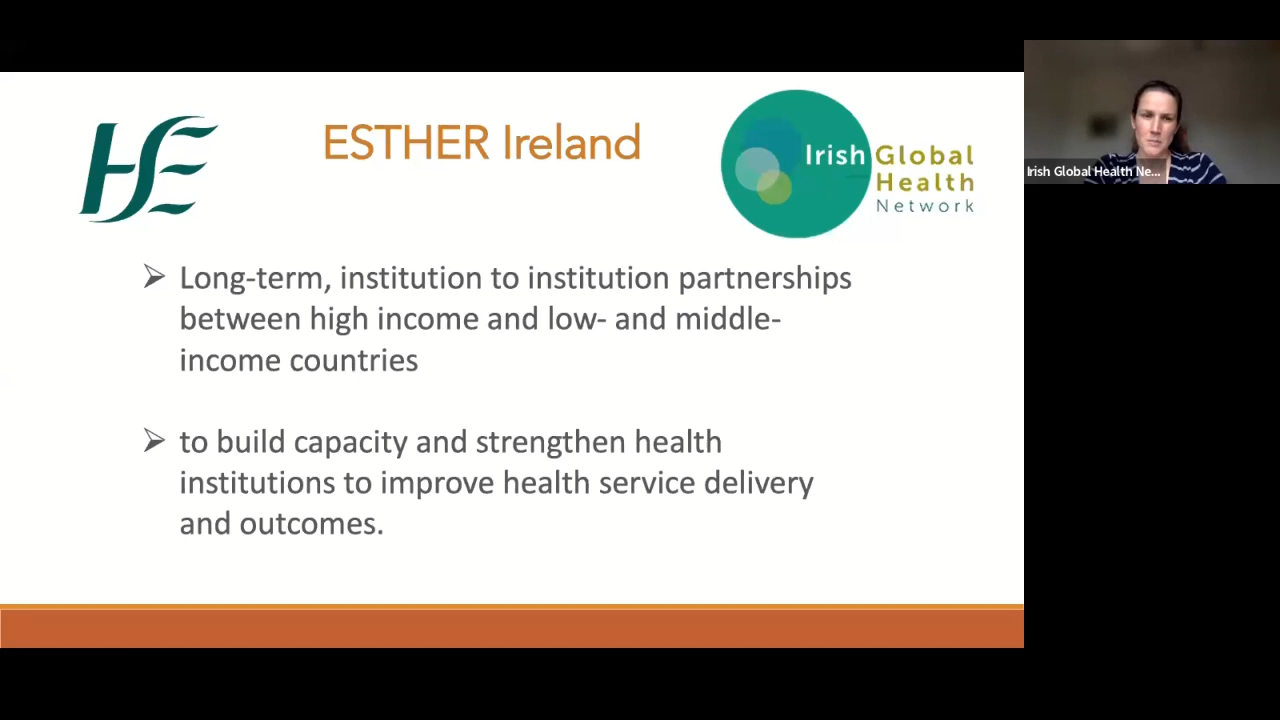 HSE
ESTHER Ireland
Irish Global
Health
Network
Irish Global Health Ne...
Long-term, institution to institution partnerships
between high income and low- and middle-
income countries
to build capacity and strengthen health
institutions to improve health service delivery
and outcomes.